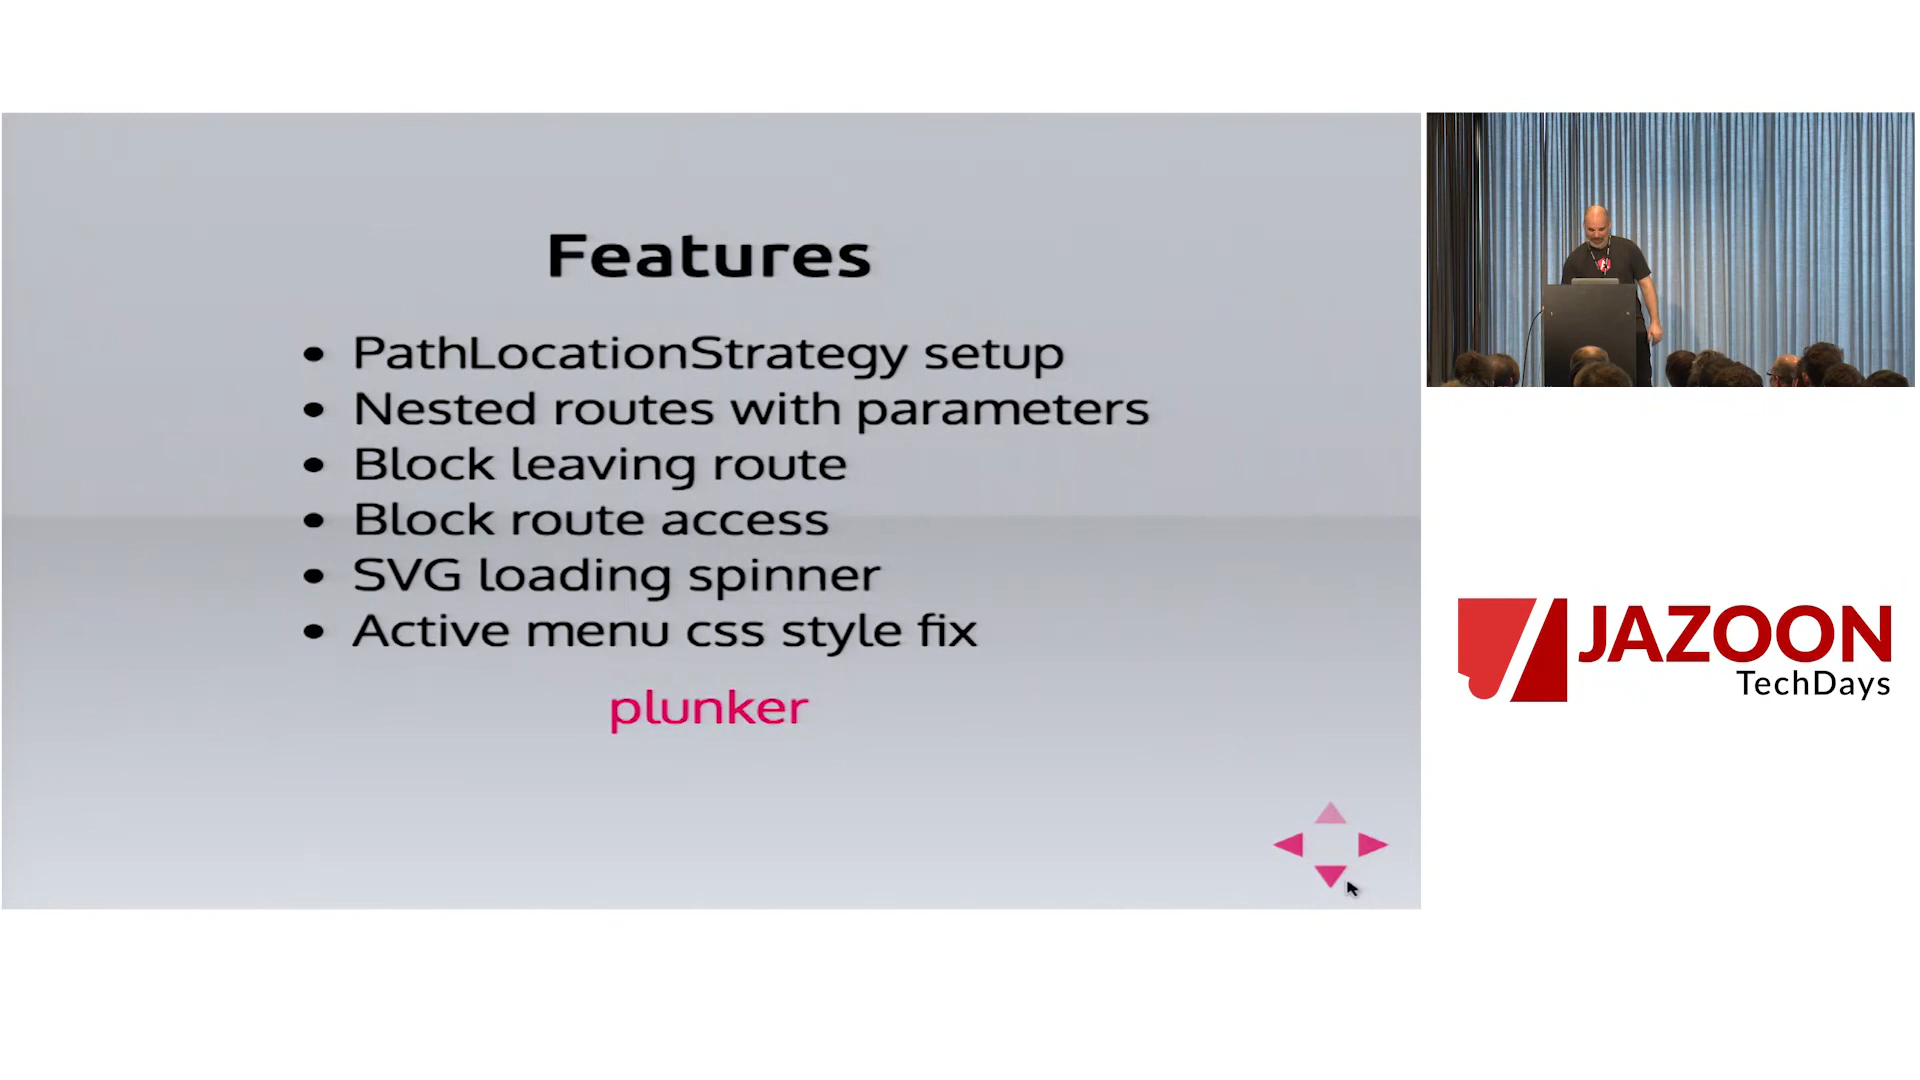 Features
• PathLocationStrategy setup
• Nested routes with parameters
• Block leaving route
• Block route access
• SVG loading spinner
• Active menu css style fix
plunker
JAZOON
TechDays